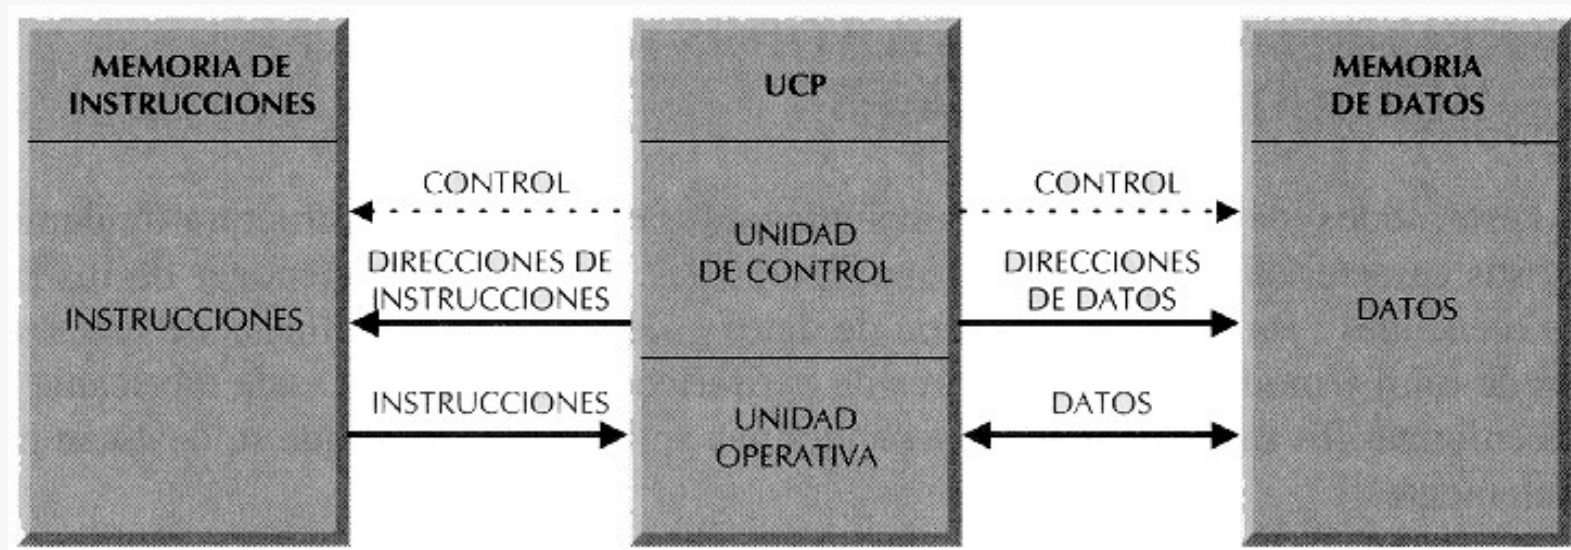 MEMORIA DE
INSTRUCCIONES
INSTRUCCIONES
CONTROL
DIRECCIONES DE
INSTRUCCIONES
INSTRUCCIONES
UCP
UNIDAD
DE CONTROL
UNIDAD
OPERATIVA
CONTROL
DIRECCIONES
DE DATOS
DATOS
MEMORIA
DE DATOS
DATOS